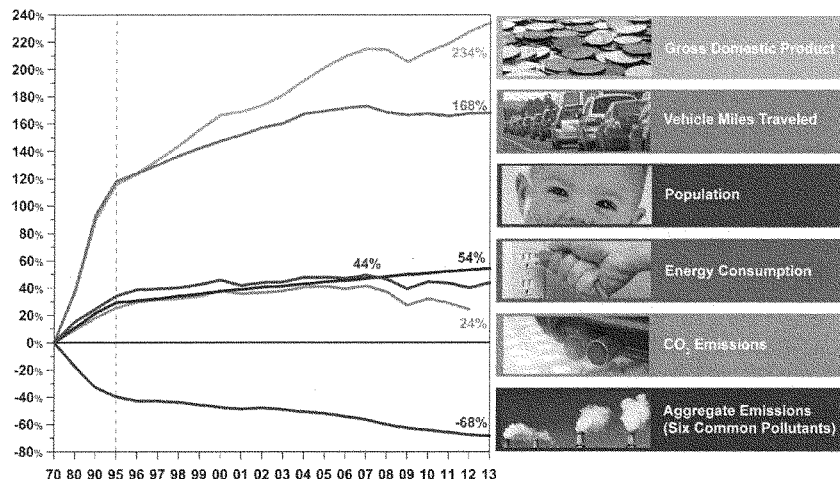 240%
220%
200%
180%
160%
140%
120%
100%
80%
60%
40%
20%
0%
-20%
-40%
-60%
-80%
70 80 90 95 96 97 98 99 00 01 02 03 04 05 06 07 08 09 10 11 12 13
234%
168%
44%
54%
24%
-68%
Gross Domestic Product
Vehicle Miles Traveled
Population
Energy Consumption
CO₂ Emissions
Aggregate Emissions
(Six Common Pollutants)